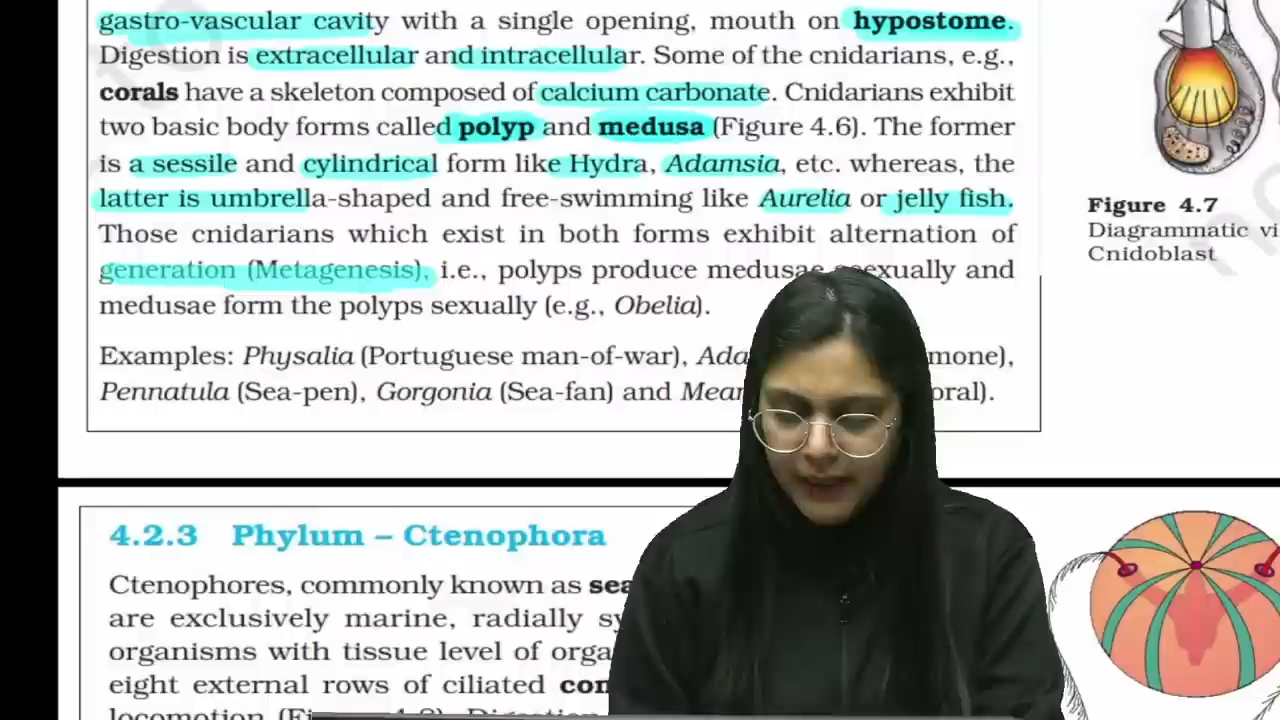 gastro-vascular cavity with a single opening, mouth on hypostome.
Digestion is extracellular and intracellular. Some of the cnidarians, e.g.,
corals have a skeleton composed of calcium carbonate. Cnidarians exhibit
two basic body forms called polyp and medusa (Figure 4.6). The former
is a sessile and cylindrical form like Hydra, Adamsia, etc. whereas, the
latter is umbrella-shaped and free-swimming like Aurelia or jelly fish.
Those cnidarians which exist in both forms exhibit alternation of
generation (Metagenesis), i.e., polyps produce medusae asexually and
medusae form the polyps sexually (e.g., Obelia).
Examples: Physalia (Portuguese man-of-war),
Pennatula (Sea-pen), Gorgonia (Sea-fan) and
Figure 4.7
Diagrammatic
Cnidoblast
4.2.3 Phylum – Ctenophora
Ctenophores, commonly known as
are exclusively marine, radially
organisms with tissue level of
eight external rows of ciliated
locomotion